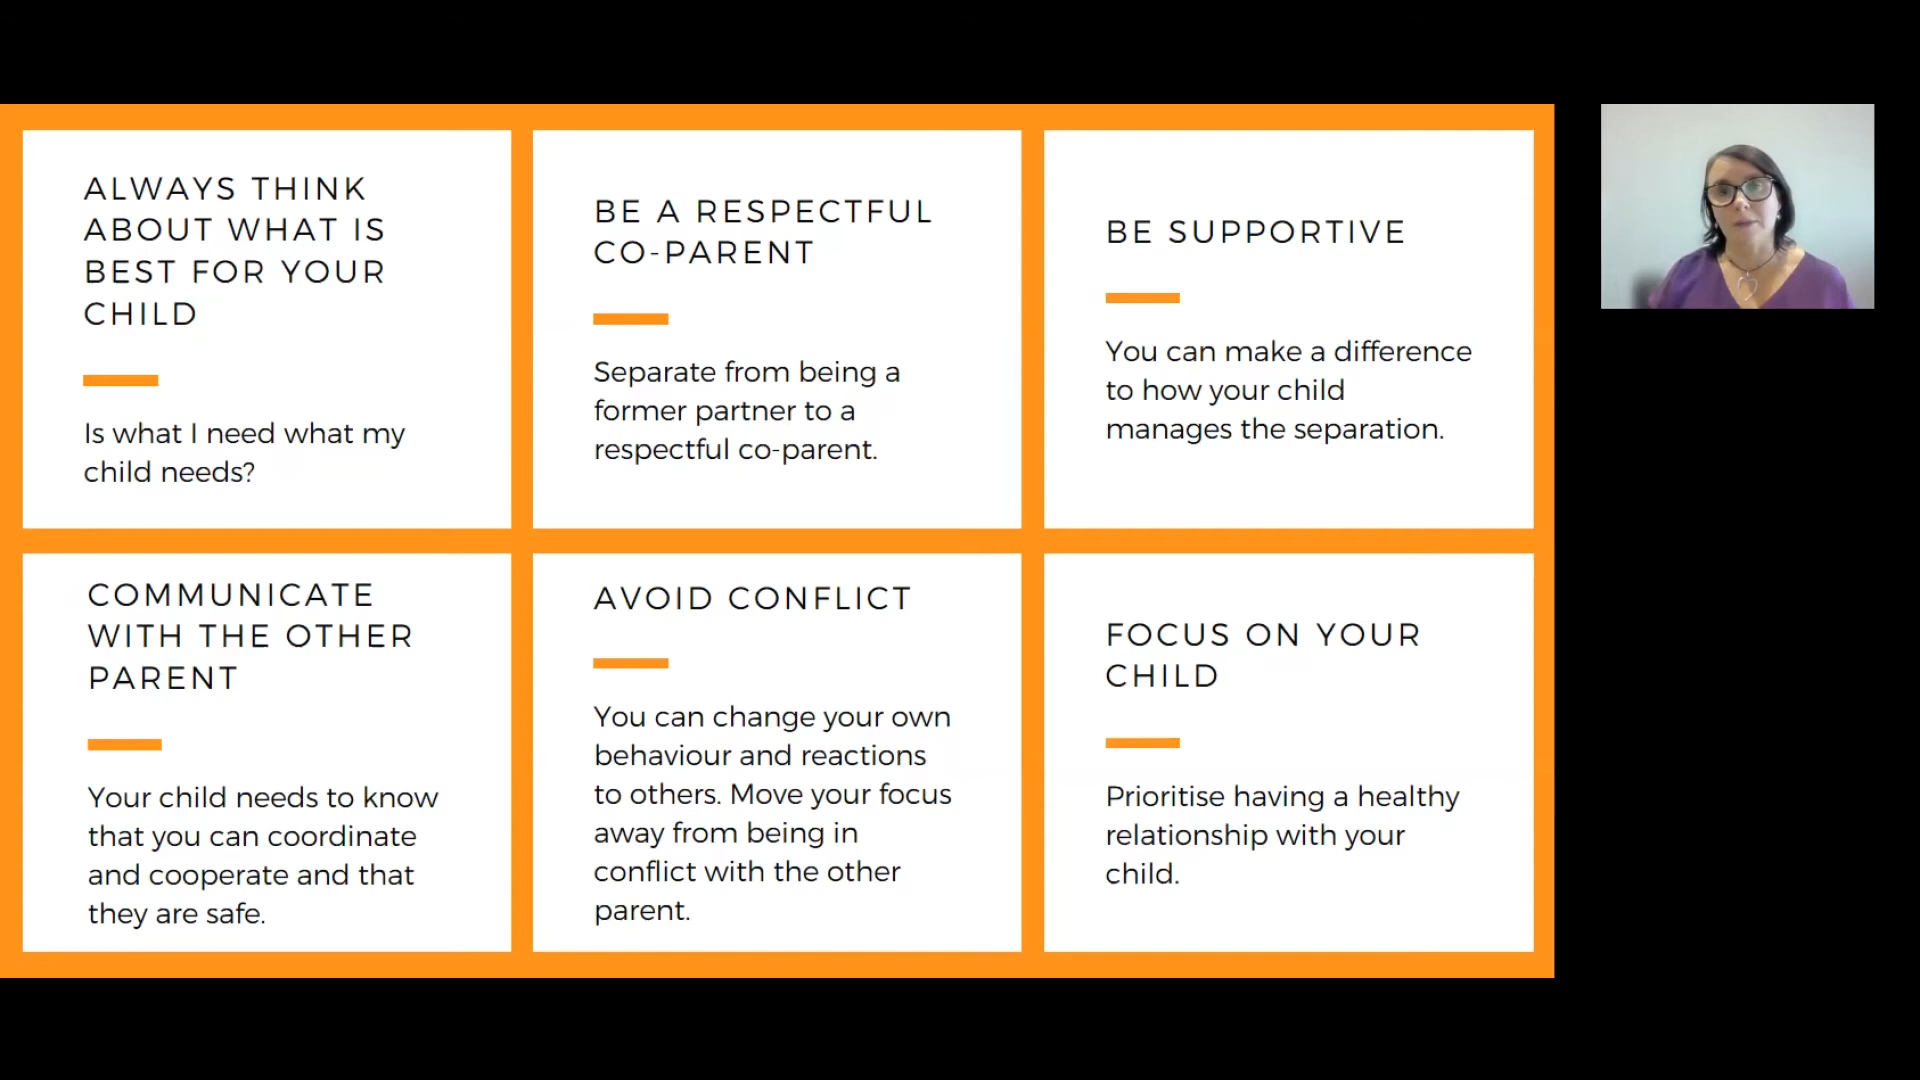 ALWAYS THINK
ABOUT WHAT IS
BEST FOR YOUR
CHILD
Is what I need what my
child needs?
BE A RESPECTFUL
CO-PARENT
Separate from being a
former partner to a
respectful co-parent.
BE SUPPORTIVE
You can make a difference
to how your child
manages the separation.
COMMUNICATE
WITH THE OTHER
PARENT
Your child needs to know
that you can coordinate
and cooperate and that
they are safe.
AVOID CONFLICT
You can change your own
behaviour and reactions
to others. Move your focus
away from being in
conflict with the other
parent.
FOCUS ON YOUR
CHILD
Prioritise having a healthy
relationship with your
child.